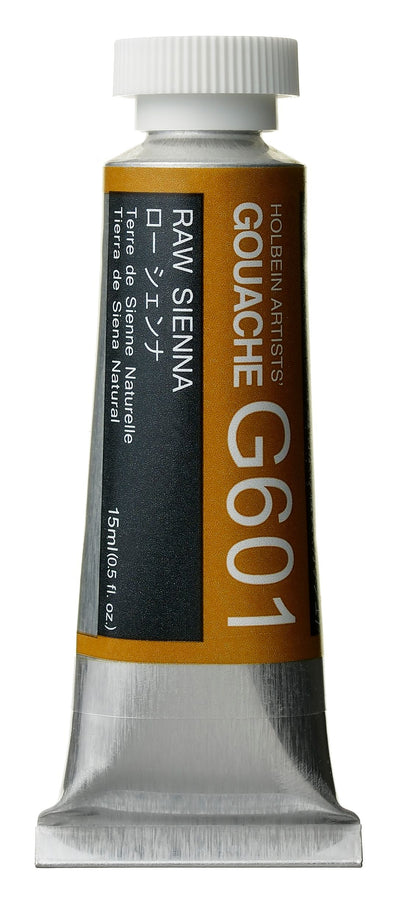 HOLBEIN ARTISTS'
GOUACHE G601
RAW SIENNA
ロー シェンナ
Terre de Sienne Naturelle
Tierra de Siena Natural
15ml(0.5 fl. oz.)